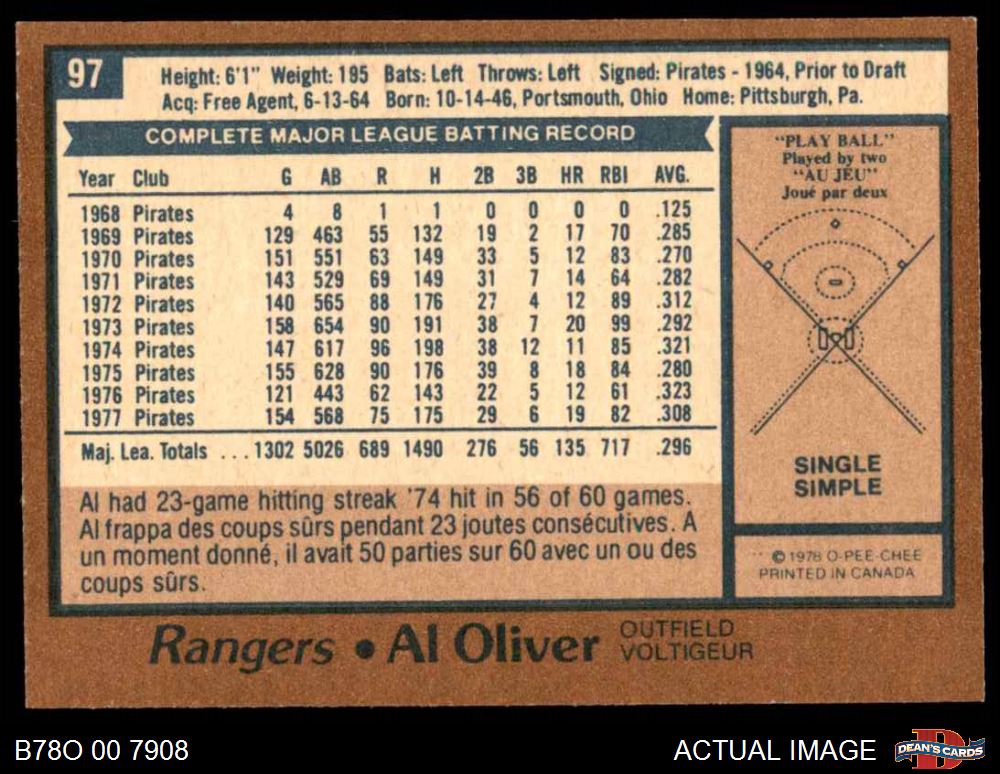 97
Height: 6'1" Weight: 195 Bats: Left Throws: Left Signed: Pirates - 1964, Prior to Draft
Acq: Free Agent, 6-13-64 Born: 10-14-46, Portsmouth, Ohio Home: Pittsburgh, Pa.
COMPLETE MAJOR LEAGUE BATTING RECORD
Year Club G AB R H 2B 3B HR RBI AVG.
1968 Pirates 4 8 1 1 0 0 0 0 .125
1969 Pirates 129 463 55 132 19 2 17 70 .285
1970 Pirates 151 551 63 149 33 5 12 83 .270
1971 Pirates 143 529 69 149 31 7 14 64 .282
1972 Pirates 140 565 88 176 27 4 12 89 .312
1973 Pirates 158 654 90 191 38 7 20 99 .292
1974 Pirates 147 617 96 198 38 12 11 85 .321
1975 Pirates 155 628 90 176 39 8 18 84 .280
1976 Pirates 121 443 62 143 22 5 12 61 .323
1977 Pirates 154 568 75 175 29 6 19 82 .308
Maj. Lea. Totals ...1302 5026 689 1490 276 56 135 717 .296
Al had 23-game hitting streak '74 hit in 56 of 60 games.
Al frappa des coups sûrs pendant 23 joutes consécutives. A
un moment donné, il avait 50 parties sur 60 avec un ou des
coups sûrs.
"PLAY BALL"
Played by two
"AU JEU"
Joué par deux
SINGLE
SIMPLE
©1978 O-PEE-CHEE
PRINTED IN CANADA
Rangers • Al Oliver OUTFIELD
VOLTIGEUR
B78O 00 7908
ACTUAL IMAGE
DEAN'S CARDS